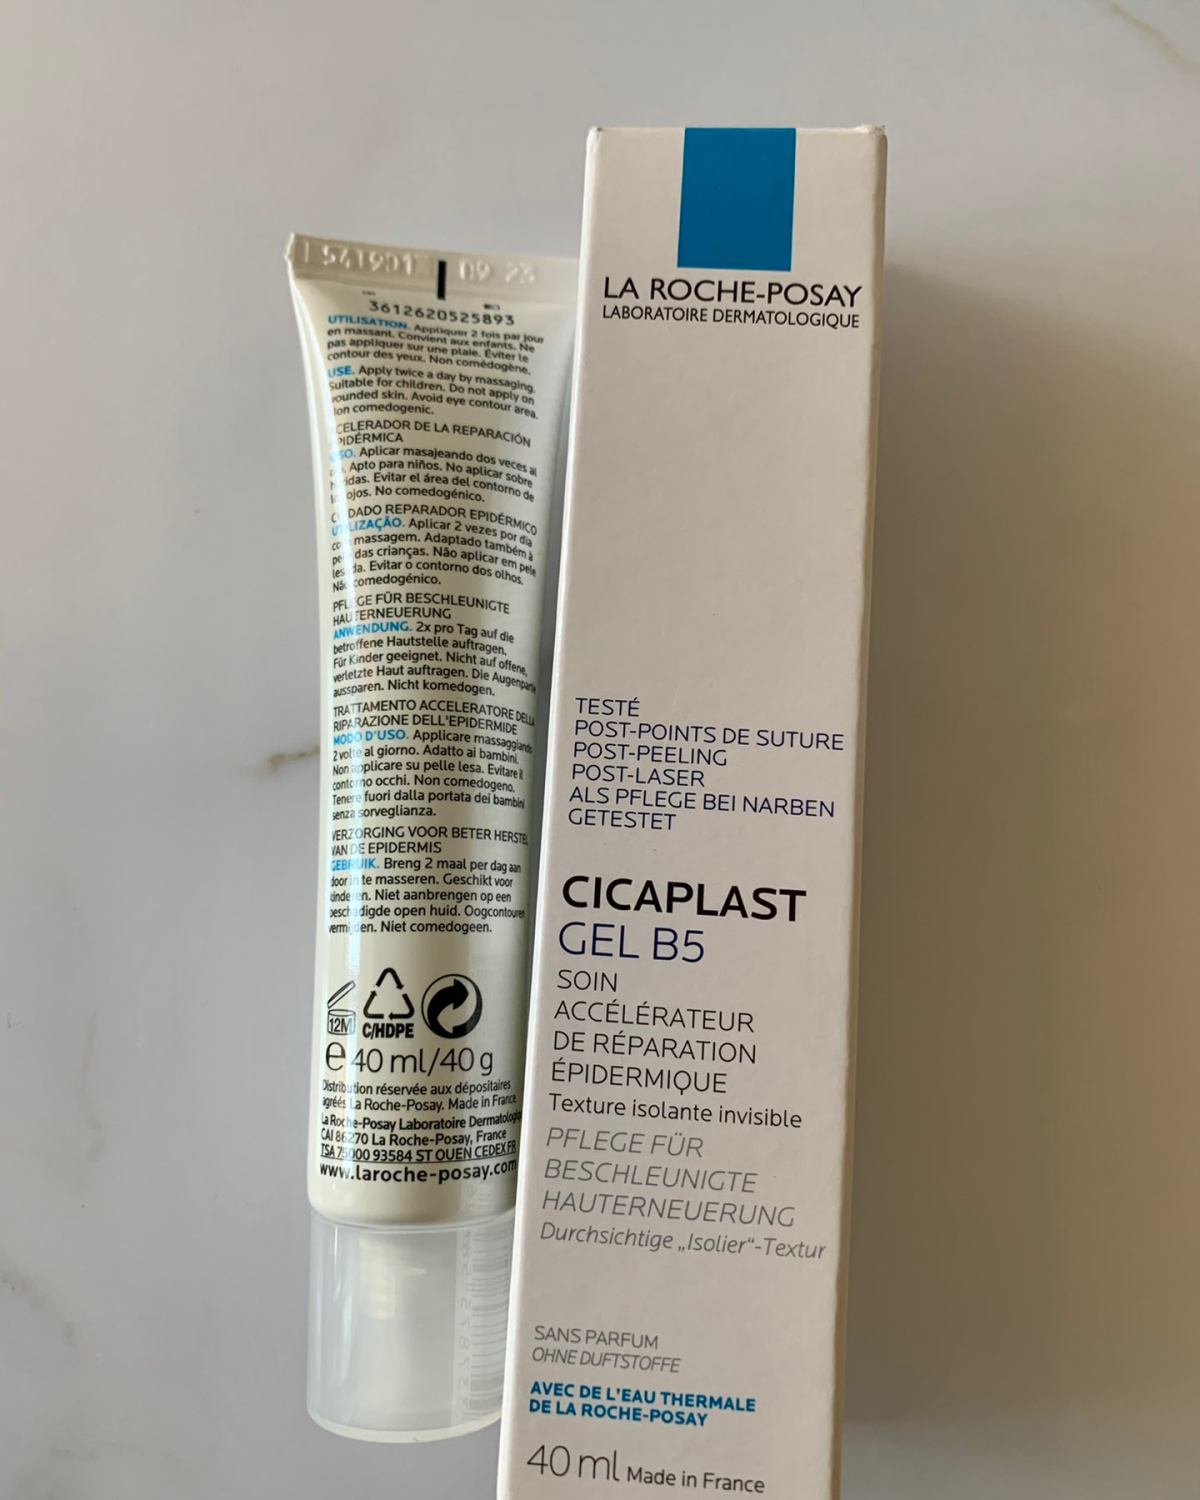 541901 09 23
3612620525893
UTILISATION. Appliquer 2 fois par jour
en massant. Convient aux enfants. Ne
pas appliquer sur une plaie. Éviter le
contour des yeux. Non comédogène.
USE. Apply twice a day by massaging.
Suitable for children. Do not apply on
wounded skin. Avoid eye contour area.
Non comedogenic.
CELERADOR DE LA REPARACIÓN
EPIDÉRMICA
USO. Aplicar masajeando dos veces al
Apto para niños. No aplicar sobre
heridas. Evitar el área del contorno de
los ojos. No comedogénico.
CUIDADO REPARADOR EPIDÉRMICO
UTILIZAÇÃO. Aplicar 2 vezes por dia
com massagem. Adaptado também à
pele das crianças. Não aplicar em pele
lesada. Evitar o contorno dos olhos.
Não comedogénico.
PFLEGE FÜR BESCHLEUNIGTE
HAUTERNEUERUNG
ANWENDUNG. 2x pro Tag auf die
betroffene Hautstelle auftragen.
Für Kinder geeignet. Nicht auf offene,
verletzte Haut auftragen. Die Augenpartie
aussparen. Nicht komedogen.
TRATTAMENTO ACCELERATORE DELLA
RIPARAZIONE DELL'EPIDERMIDE
MODO D'USO. Applicare massaggiando
2 volte al giorno. Adatto ai bambini.
Non applicare su pelle lesa. Evitare il
contorno occhi. Non comedogeno.
Tenere fuori dalla portata dei bambini
senza sorveglianza.
VERZORGING VOOR BETER HERSTEL
VAN DE EPIDERMIS
GEBRUIK. Breng 2 maal per dag aan
door in te masseren. Geschikt voor
kinderen. Niet aanbrengen op een
beschadigde open huid. Oogcontouren
vermijden. Niet comedogeen.
12M C/HDPE
e 40 ml/40 g
Distribution réservée aux dépositaires
agréés La Roche-Posay. Made in France.
La Roche-Posay Laboratoire Dermatologique
CAI 86270 La Roche-Posay, France
TSA 75000 93584 ST OUEN CEDEX FR
www.laroche-posay.com
LA ROCHE-POSAY
LABORATOIRE DERMATOLOGIQUE
TESTÉ
POST-POINTS DE SUTURE
POST-PEELING
POST-LASER
ALS PFLEGE BEI NARBEN
GETESTET
CICAPLAST
GEL B5
SOIN
ACCÉLÉRATEUR
DE RÉPARATION
ÉPIDERMIQUE
Texture isolante invisible
PFLEGE FÜR
BESCHLEUNIGTE
HAUTERNEUERUNG
Durchsichtige „Isolier“-Textur
SANS PARFUM
OHNE DUFTSTOFFE
AVEC DE L'EAU THERMALE
DE LA ROCHE-POSAY
40 ml Made in France